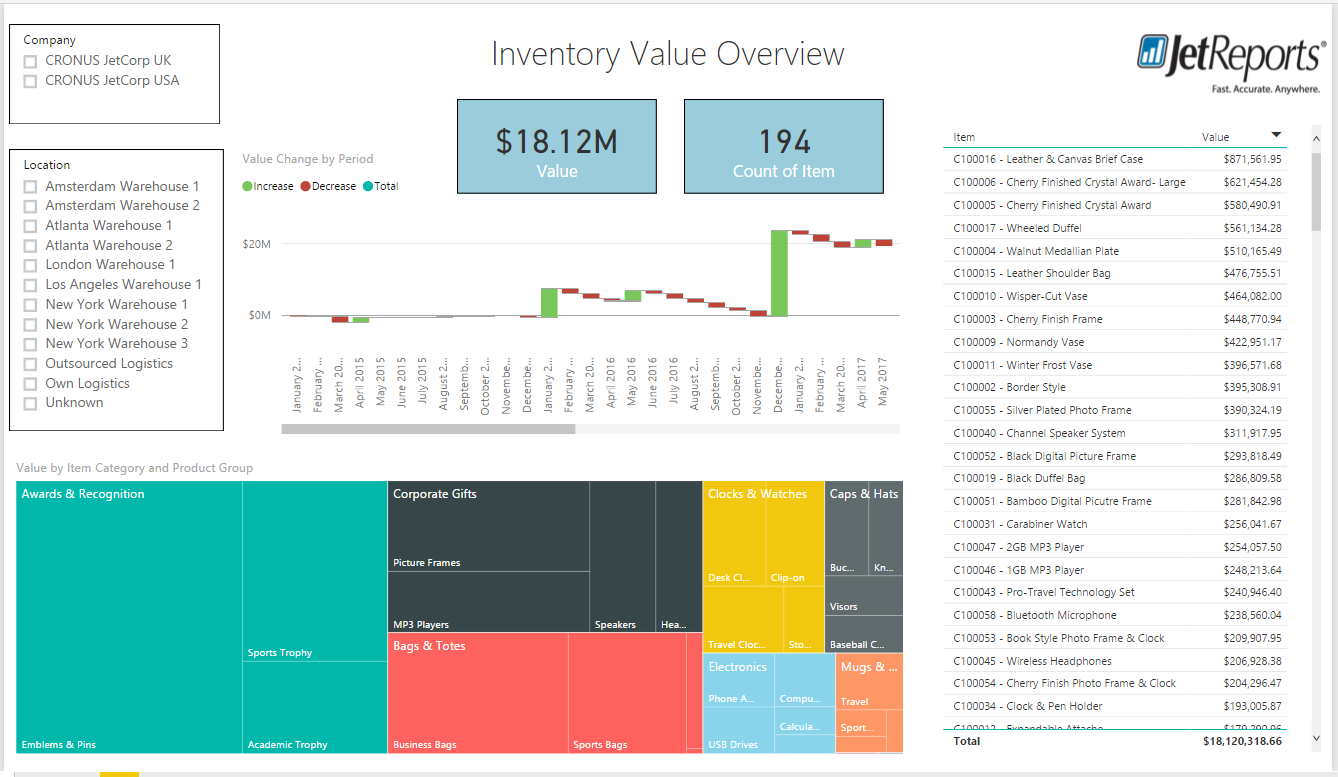 Company
CRONUS JetCorp UK
CRONUS JetCorp USA
Inventory Value Overview
JetReports®
Fast. Accurate. Anywhere.
$18.12M
Value
194
Count of Item
Location
Amsterdam Warehouse 1
Amsterdam Warehouse 2
Atlanta Warehouse 1
Atlanta Warehouse 2
London Warehouse 1
Los Angeles Warehouse 1
New York Warehouse 1
New York Warehouse 2
New York Warehouse 3
Outsourced Logistics
Own Logistics
Unknown
Value Change by Period
Increase Decrease Total
$20M
$0M
January 2...
February ...
March 20...
April 2015
May 2015
June 2015
July 2015
August 2...
Septemb...
October 2...
Novembe...
Decembe...
January 2...
February ...
March 20...
April 2016
May 2016
June 2016
July 2016
August 2...
Septemb...
October 2...
Novembe...
Decembe...
January 2...
February ...
March 20...
April 2017
May 2017
Value by Item Category and Product Group
Awards & Recognition
Emblems & Pins
Sports Trophy
Academic Trophy
Corporate Gifts
Picture Frames
MP3 Players
Speakers
Hea...
Bags & Totes
Business Bags
Sports Bags
Clocks & Watches
Desk Cl...
Clip-on
Travel Cloc...
Sto...
Caps & Hats
Buc...
Kn...
Visors
Baseball C...
Electronics
Phone A...
Compu...
Calcula...
USB Drives
Mugs & ...
Travel
Sport...
Item Value
C100016 - Leather & Canvas Brief Case $871,561.95
C100006 - Cherry Finished Crystal Award- Large $621,454.28
C100005 - Cherry Finished Crystal Award $580,490.91
C100017 - Wheeled Duffel $561,134.28
C100004 - Walnut Medallian Plate $510,165.49
C100015 - Leather Shoulder Bag $476,755.51
C100010 - Wisper-Cut Vase $464,082.00
C100003 - Cherry Finish Frame $448,770.94
C100009 - Normandy Vase $422,951.17
C100011 - Winter Frost Vase $396,571.68
C100002 - Border Style $395,308.91
C100055 - Silver Plated Photo Frame $390,324.19
C100040 - Channel Speaker System $311,917.95
C100052 - Black Digital Picture Frame $293,818.49
C100019 - Black Duffel Bag $286,809.58
C100051 - Bamboo Digital Picutre Frame $281,842.98
C100031 - Carabiner Watch $256,041.67
C100047 - 2GB MP3 Player $254,057.50
C100046 - 1GB MP3 Player $248,213.64
C100043 - Pro-Travel Technology Set $240,946.40
C100058 - Bluetooth Microphone $238,560.04
C100053 - Book Style Photo Frame & Clock $209,907.95
C100045 - Wireless Headphones $206,928.38
C100054 - Cherry Finish Photo Frame & Clock $204,296.47
C100034 - Clock & Pen Holder $193,005.87
Total $18,120,318.66